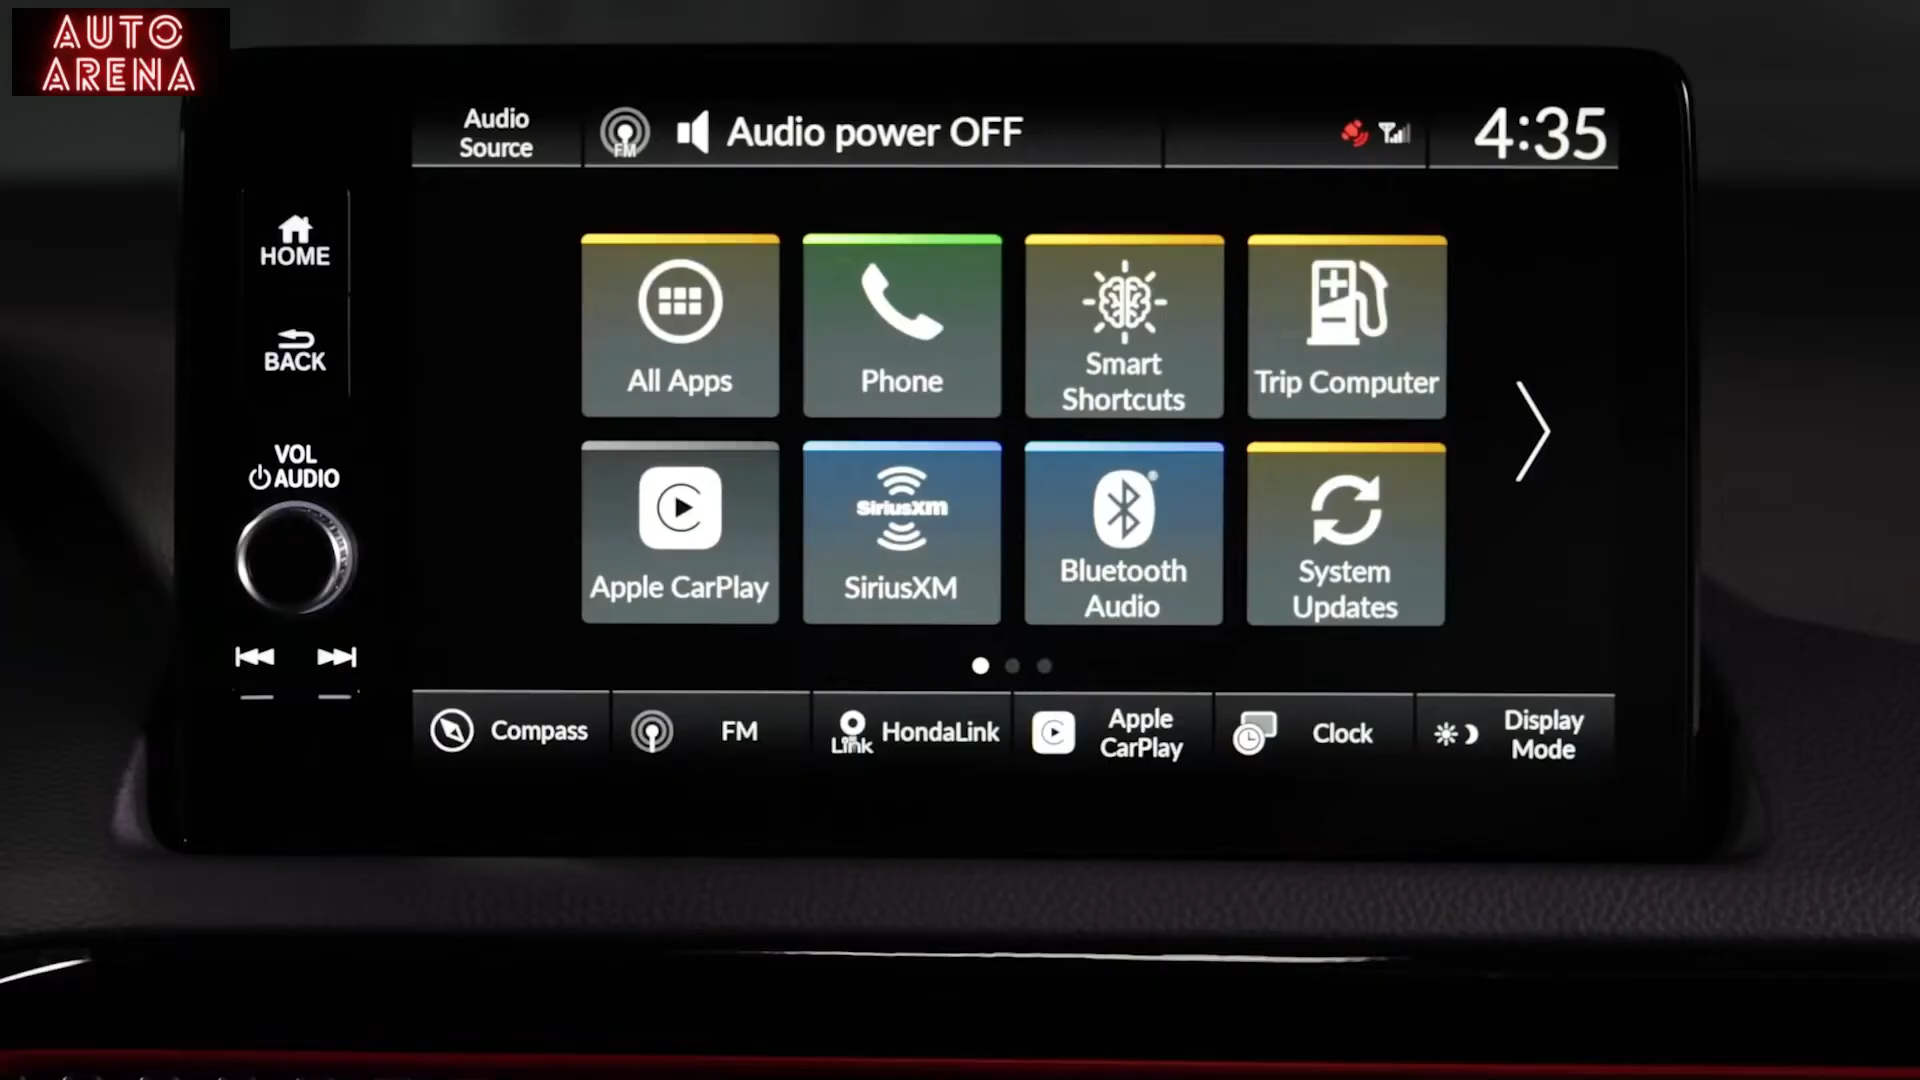 AUTO
ARENA
Audio
Source
FM
Audio power OFF
4:35
HOME
BACK
VOL
AUDIO
All Apps
Phone
Smart
Shortcuts
Trip Computer
Apple CarPlay
SiriusXM
SiriusXM
Bluetooth
Audio
System
Updates
Compass
FM
Link
HondaLink
Apple
CarPlay
Clock
Display
Mode